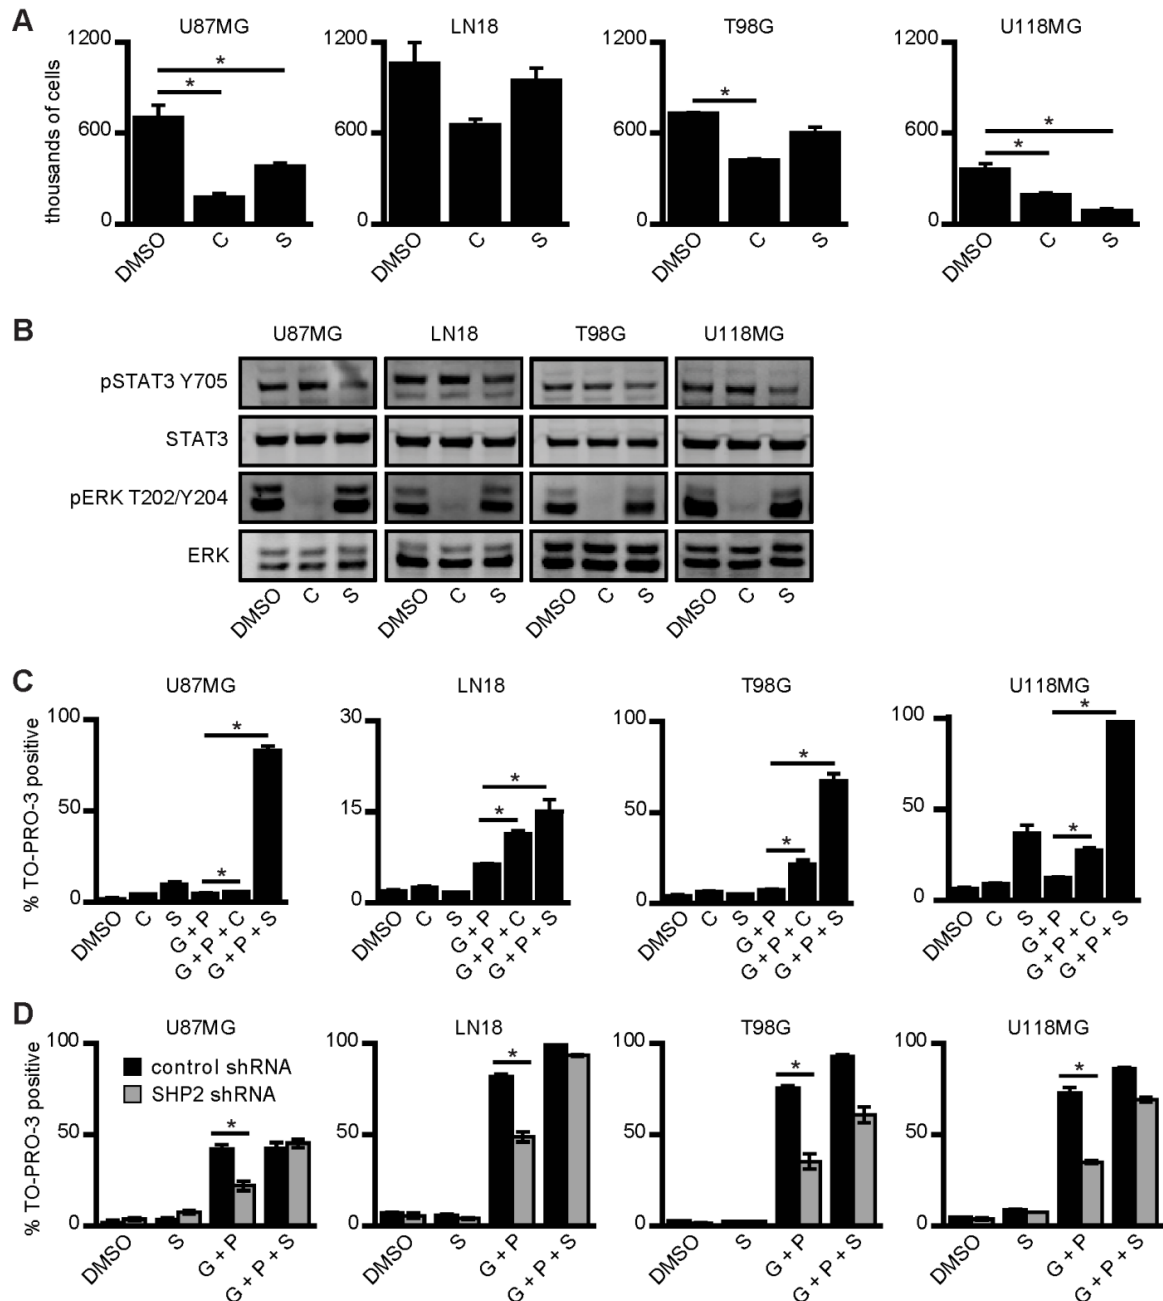 A
U87MG
LN18
T98G
U118MG
thousands of cells
1200
600
0
*
*
DMSO
C
S
1200
600
0
DMSO
C
S
1200
600
0
*
DMSO
C
S
1200
600
0
*
*
DMSO
C
S
B
U87MG
LN18
T98G
U118MG
pSTAT3 Y705
STAT3
pERK T202/Y204
ERK
DMSO
C
S
DMSO
C
S
DMSO
C
S
DMSO
C
S
C
U87MG
LN18
T98G
U118MG
% TO-PRO-3 positive
100
50
0
*
*
DMSO
C
S
G + P
G + P + C
G + P + S
30
15
0
*
*
DMSO
C
S
G + P
G + P + C
G + P + S
100
50
0
*
*
DMSO
C
S
G + P
G + P + C
G + P + S
100
50
0
*
*
DMSO
C
S
G + P
G + P + C
G + P + S
D
U87MG
LN18
T98G
U118MG
% TO-PRO-3 positive
100
50
0
control shRNA
SHP2 shRNA
*
DMSO
S
G + P
G + P + S
100
50
0
*
DMSO
S
G + P
G + P + S
100
50
0
*
DMSO
S
G + P
G + P + S
100
50
0
*
DMSO
S
G + P
G + P + S